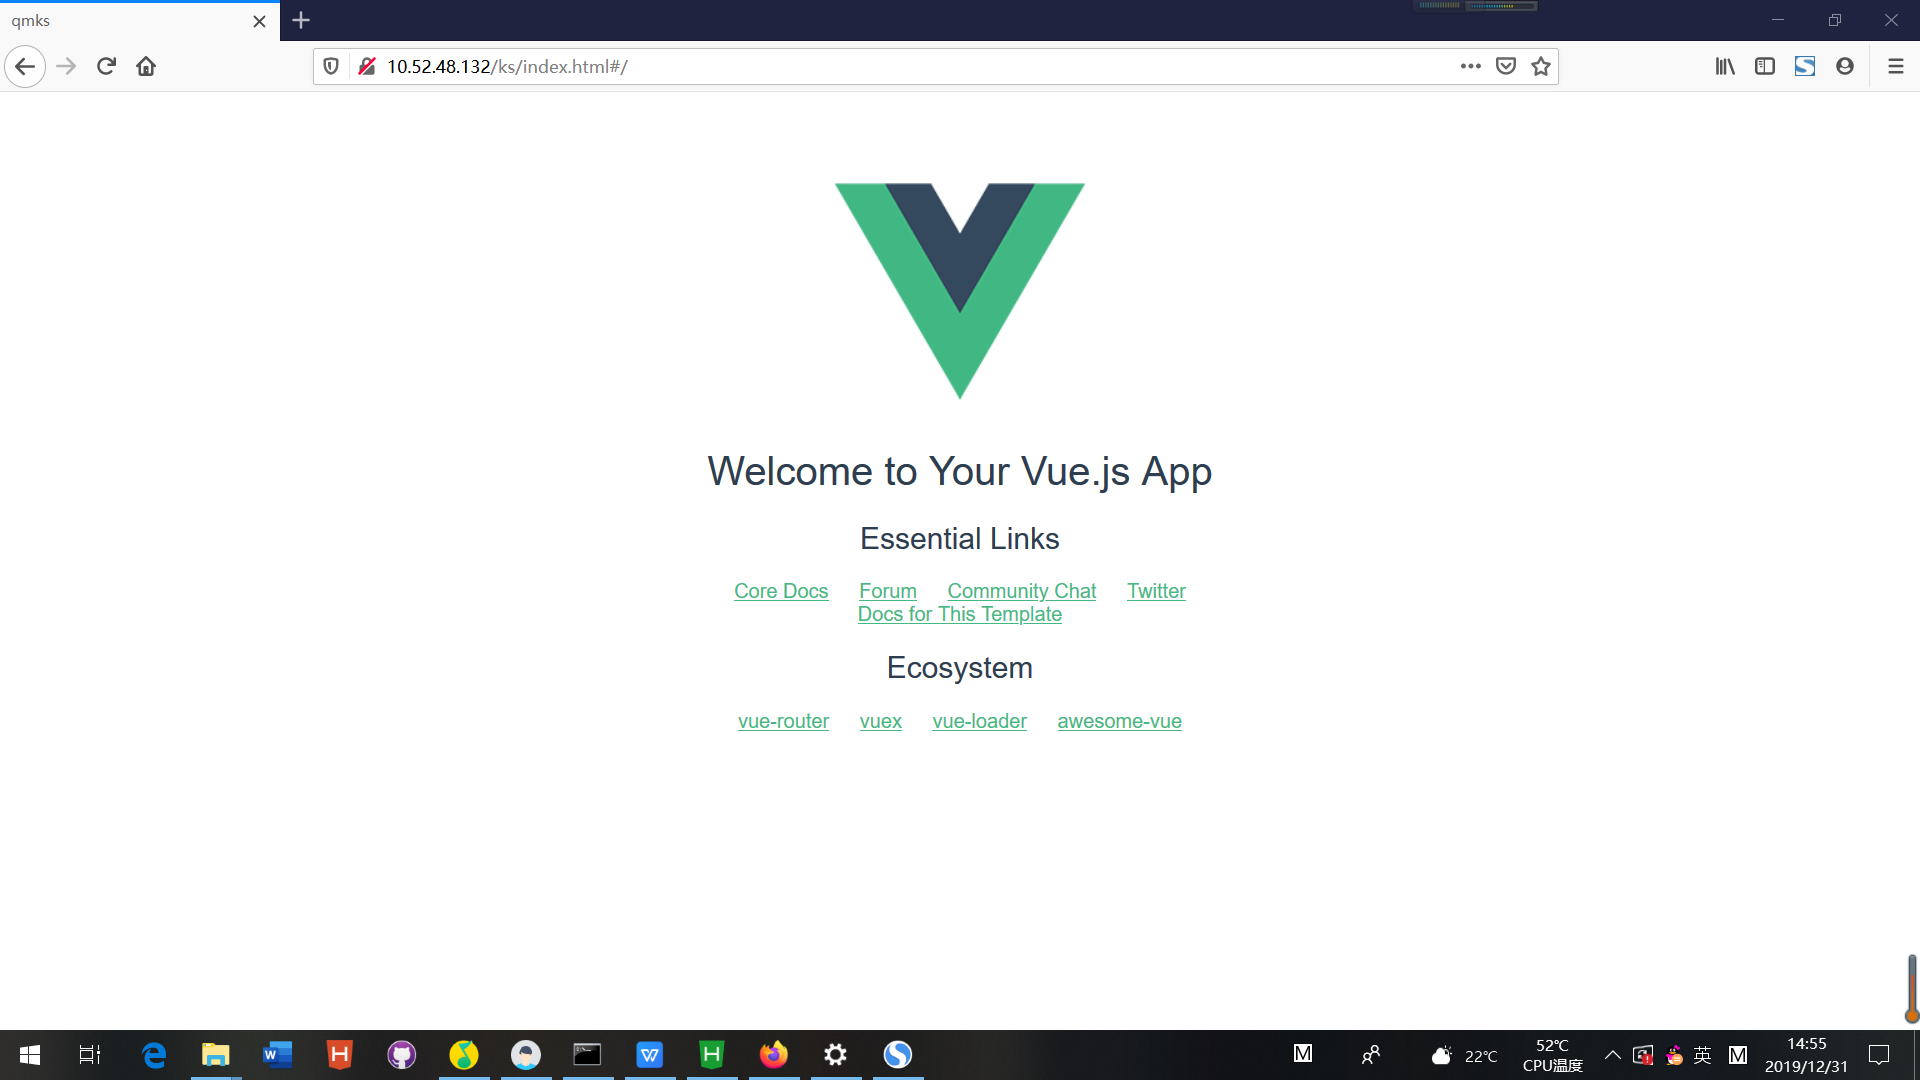 qmks
10.52.48.132/ks/index.html#/
Welcome to Your Vue.js App
Essential Links
Core Docs Forum Community Chat Twitter
Docs for This Template
Ecosystem
vue-router vuex vue-loader awesome-vue
22℃
52℃
CPU温度
英
14:55
2019/12/31